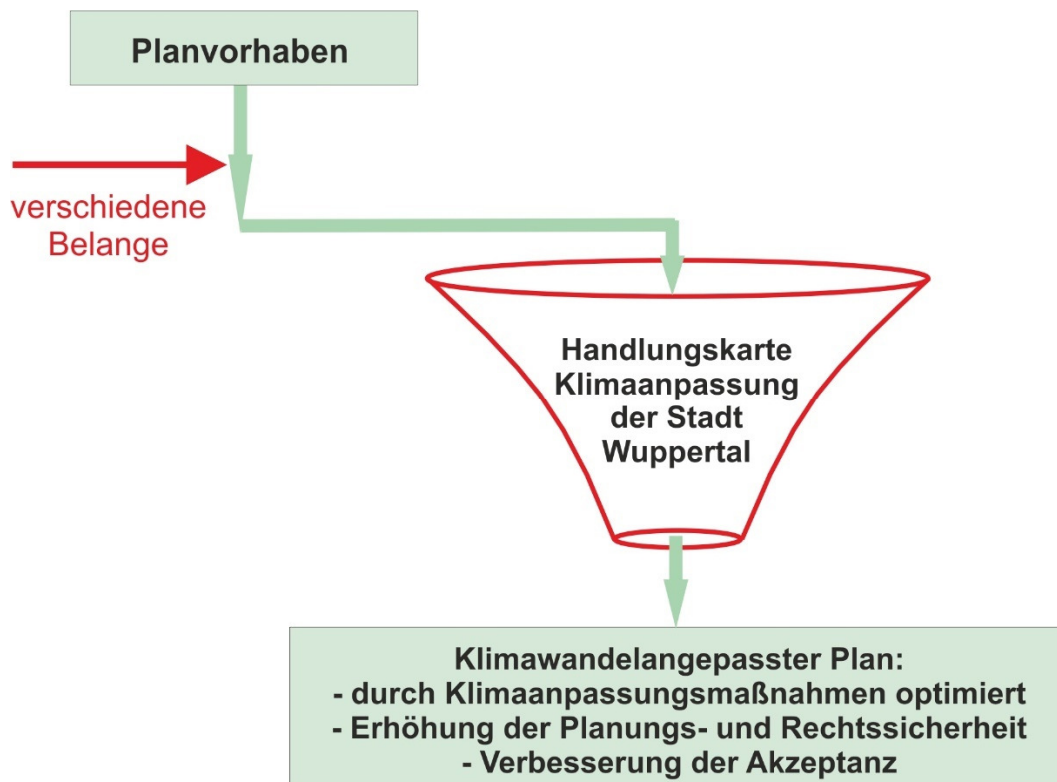 Planvorhaben
verschiedene
Belange
Handlungskarte
Klimaanpassung
der Stadt
Wuppertal
Klimawandelangepasster Plan:
- durch Klimaanpassungsmaßnahmen optimiert
- Erhöhung der Planungs- und Rechtssicherheit
- Verbesserung der Akzeptanz